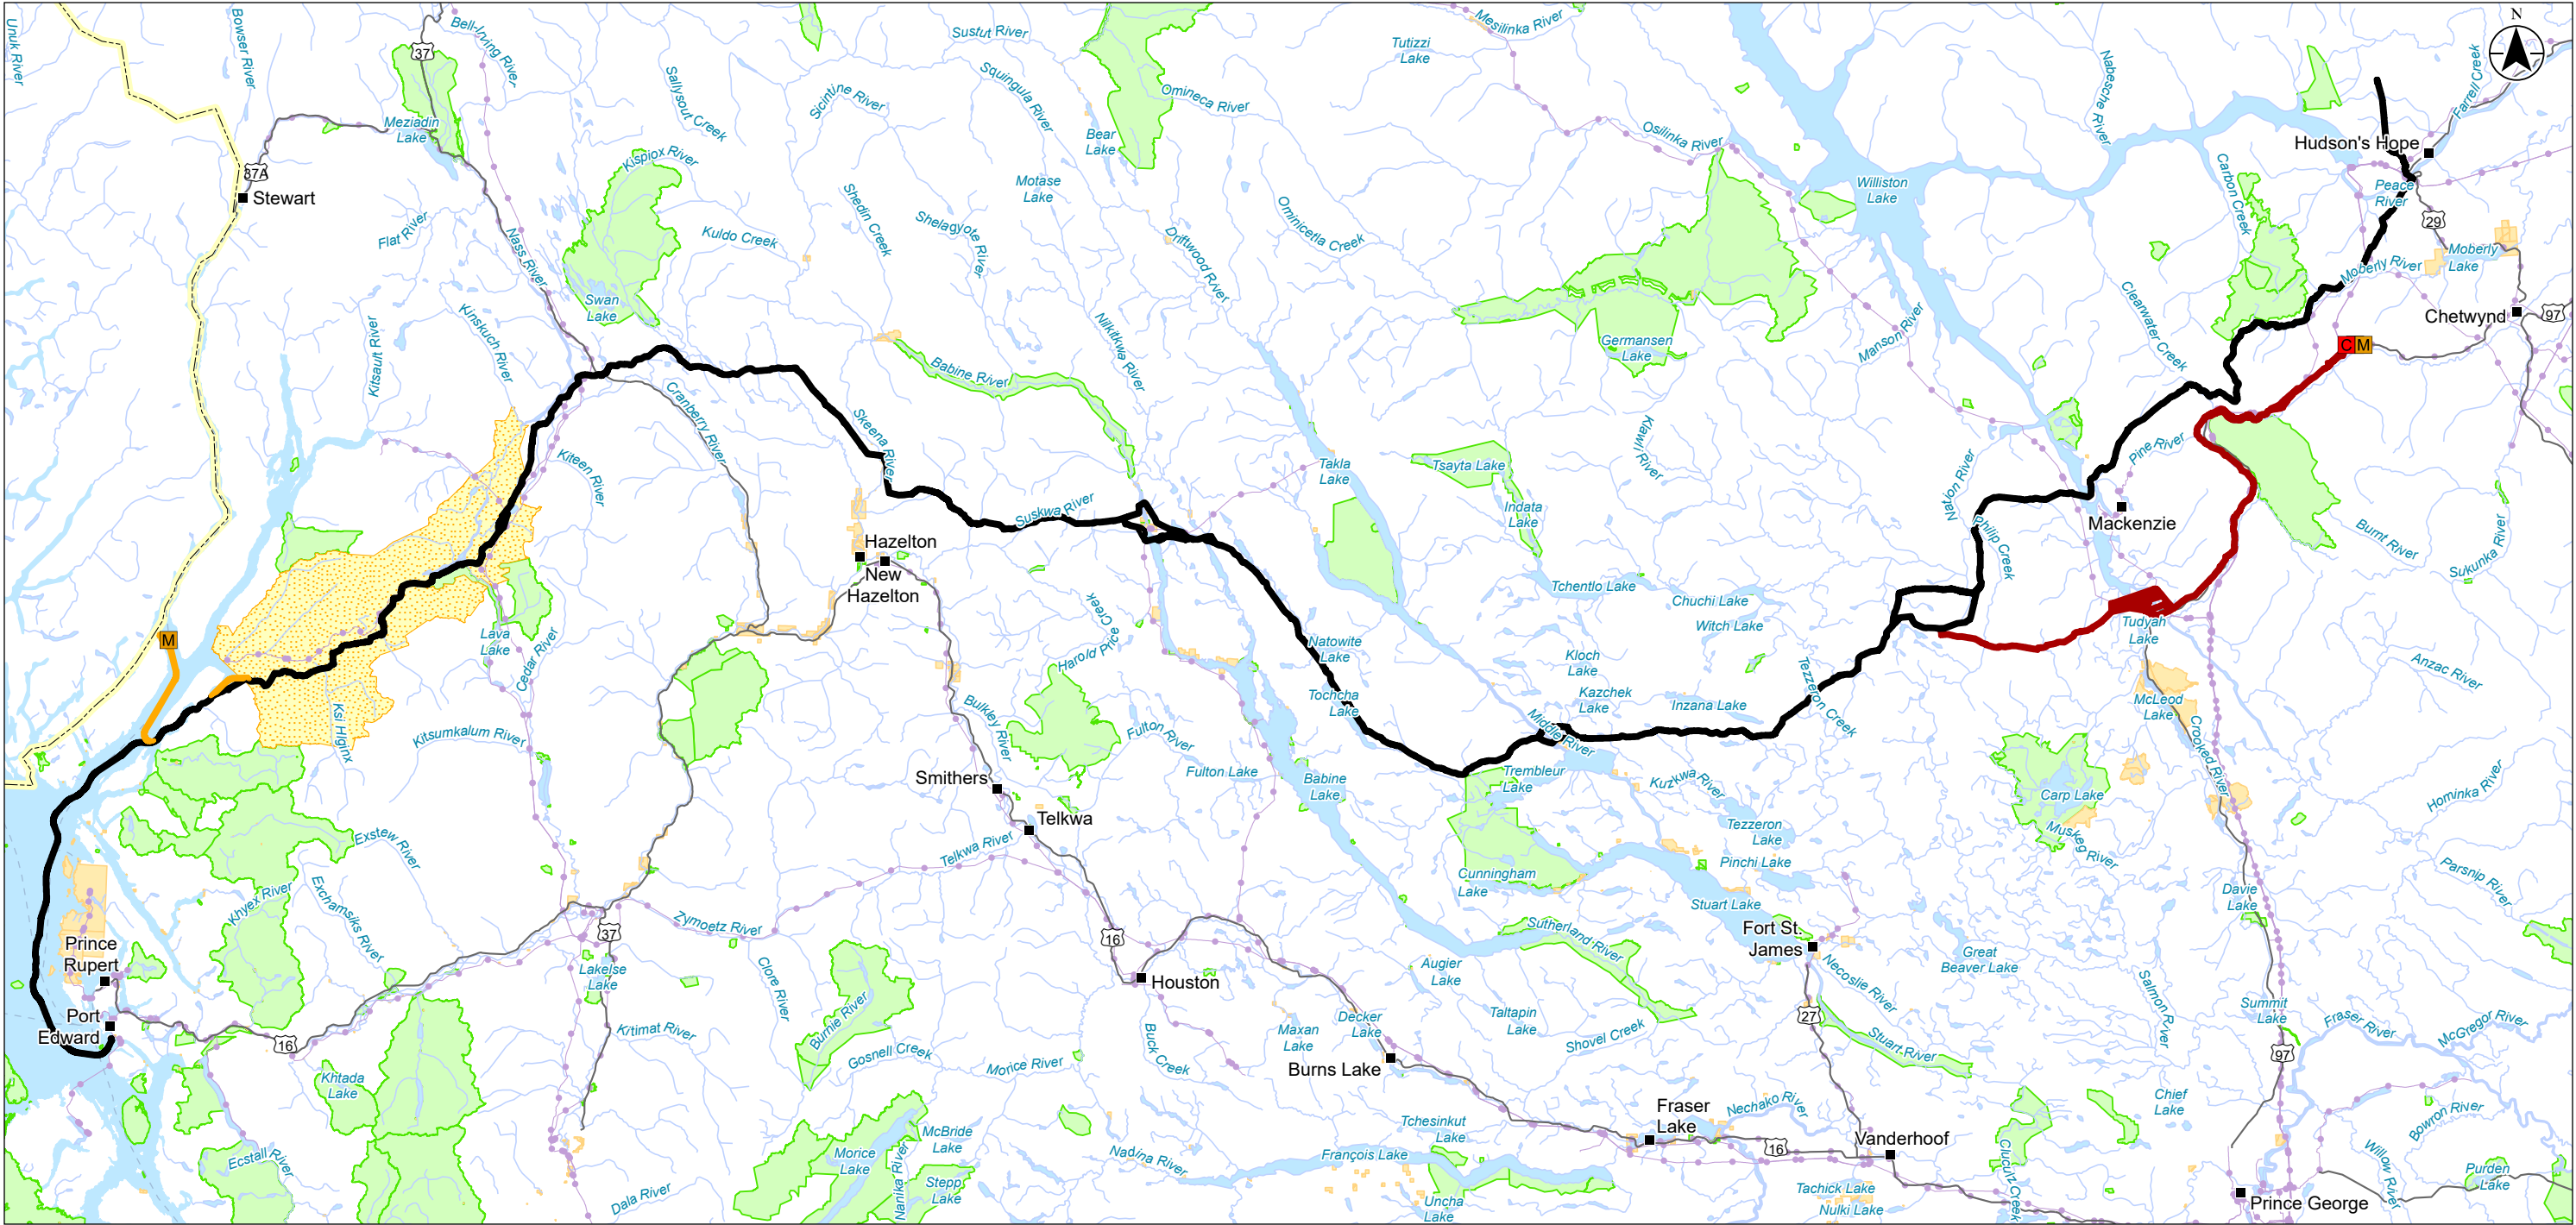 Unuk River
Bowser River
37
Bell-Irving River
Sustut River
Squingula River
Sallysout Creek
Sicintine River
Omineca River
Tutizzi
Lake
Mesilinka River
Nabesche River
Farrell Creek
N
Meziadin
Lake
37A
Stewart
Kispiox River
Bear
Lake
Motase
Lake
Osilinka River
Williston
Lake
Carbon Creek
Hudson's Hope
Peace
River
29
Flat River
Nass River
Kuldo Creek
Shedin Creek
Shelagyote River
Driftwood River
Ominicetla Creek
Moberly
Lake
Moberly River
Swan
Lake
Kitsault River
Kinskuch River
Nilkitkwa River
Germansen
Lake
Manson River
Clearwater Creek
Chetwynd
97
C
M
Babine River
Cranberry River
Skeena River
Kiteen River
Takla
Lake
Klawli River
Tsayta Lake
Indata
Lake
Nation River
Philip Creek
Pine River
Mackenzie
Burnt River
Sukunka River
Suskwa River
Hazelton
New
Hazelton
Harold Price Creek
Tchentlo Lake
Chuchi Lake
Witch Lake
Tudyah
Lake
M
Lava
Lake
Cedar River
Natowite
Lake
Kloch
Lake
Kazchek
Lake
Inzana Lake
Tezzeron Creek
McLeod
Lake
Anzac River
Crooked River
Ksi Hlginx
Kitsumkalum River
Bulkley River
Fulton River
Tochcha
Lake
Middle River
Fulton Lake
Babine
Lake
Trembleur
Lake
Kuzkwa River
Carp Lake
Hominka River
Smithers
Telkwa
Telkwa River
Tezzeron
Lake
Muskeg River
Exstew River
Khyex River
Exchamsiks River
Pinchi Lake
Cunningham
Lake
Stuart Lake
Davie
Lake
Parsnip River
Prince
Rupert
Zymoetz River
37
16
Houston
Sutherland River
Fort St.
James
Great
Beaver Lake
Lakelse
Lake
Clore River
Augier
Lake
Necoslie River
Salmon River
Port
Edward
16
Kitimat River
Burnie River
Gosnell Creek
Morice River
Buck Creek
Maxan
Lake
Decker
Lake
Taltapin
Lake
Shovel Creek
27
Stuart River
Summit
Lake
Fraser River
McGregor River
97
Khtada
Lake
Burns Lake
Chief
Lake
Bowron River
Ecstall River
McBride
Lake
Morice
Lake
Nanika River
Stepp
Lake
Dala River
Nadina River
François Lake
Tchesinkut
Lake
Uncha
Lake
Fraser
Lake
Nechako River
16
Vanderhoof
Tachick Lake
Nulki Lake
Cluculz Creek
Willow River
Purden
Lake
Prince George